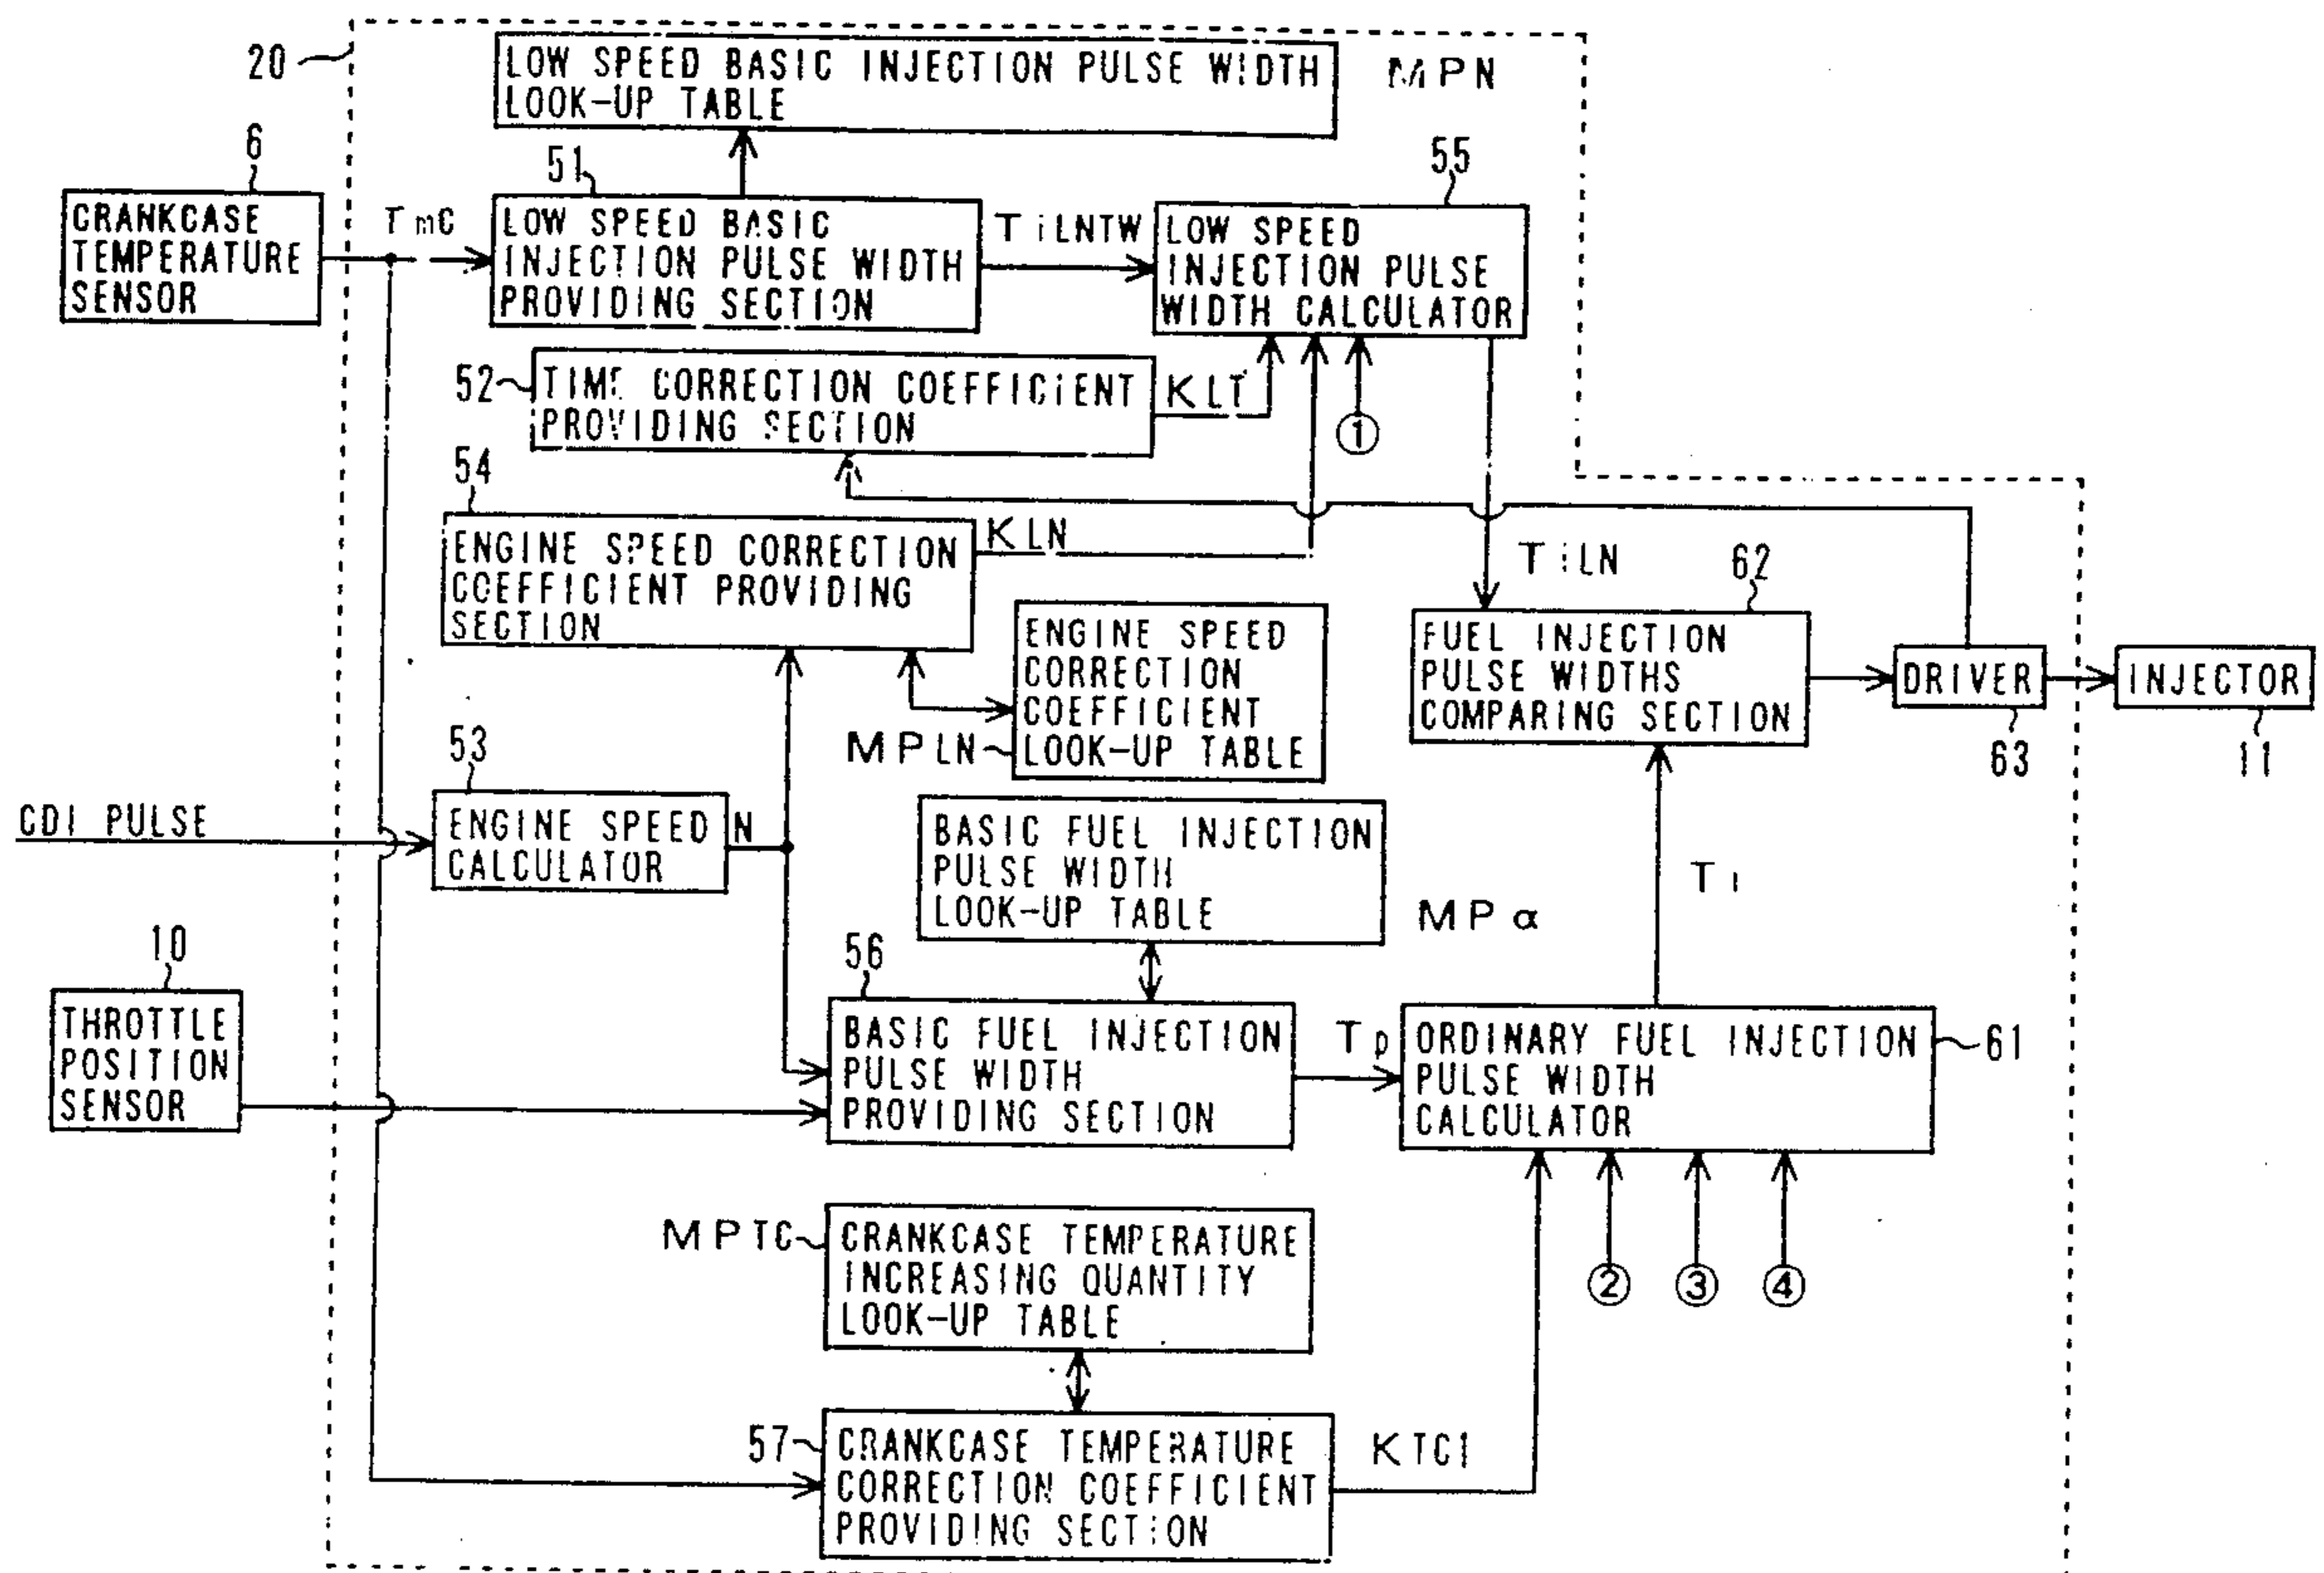 20
LOW SPEED BASIC INJECTION PULSE WIDTH
LOOK-UP TABLE
MPN
6
CRANKCASE
TEMPERATURE
SENSOR
TmC
51
LOW SPEED BASIC
INJECTION PULSE WIDTH
PROVIDING SECTION
TiLNTW
55
LOW SPEED
INJECTION PULSE
WIDTH CALCULATOR
52
TIME CORRECTION COEFFICIENT
PROVIDING SECTION
KLT
①
54
ENGINE SPEED CORRECTION
COEFFICIENT PROVIDING
SECTION
KLN
TiLN
ENGINE SPEED
CORRECTION
COEFFICIENT
LOOK-UP TABLE
MPLN
62
FUEL INJECTION
PULSE WIDTHS
COMPARING SECTION
DRIVER
63
INJECTOR
11
CDI PULSE
53
ENGINE SPEED
CALCULATOR
N
BASIC FUEL INJECTION
PULSE WIDTH
LOOK-UP TABLE
MPα
Ti
10
THROTTLE
POSITION
SENSOR
56
BASIC FUEL INJECTION
PULSE WIDTH
PROVIDING SECTION
Tp
ORDINARY FUEL INJECTION
PULSE WIDTH
CALCULATOR
61
②
③
④
MPTC
CRANKCASE TEMPERATURE
INCREASING QUANTITY
LOOK-UP TABLE
57
CRANKCASE TEMPERATURE
CORRECTION COEFFICIENT
PROVIDING SECTION
KTC1